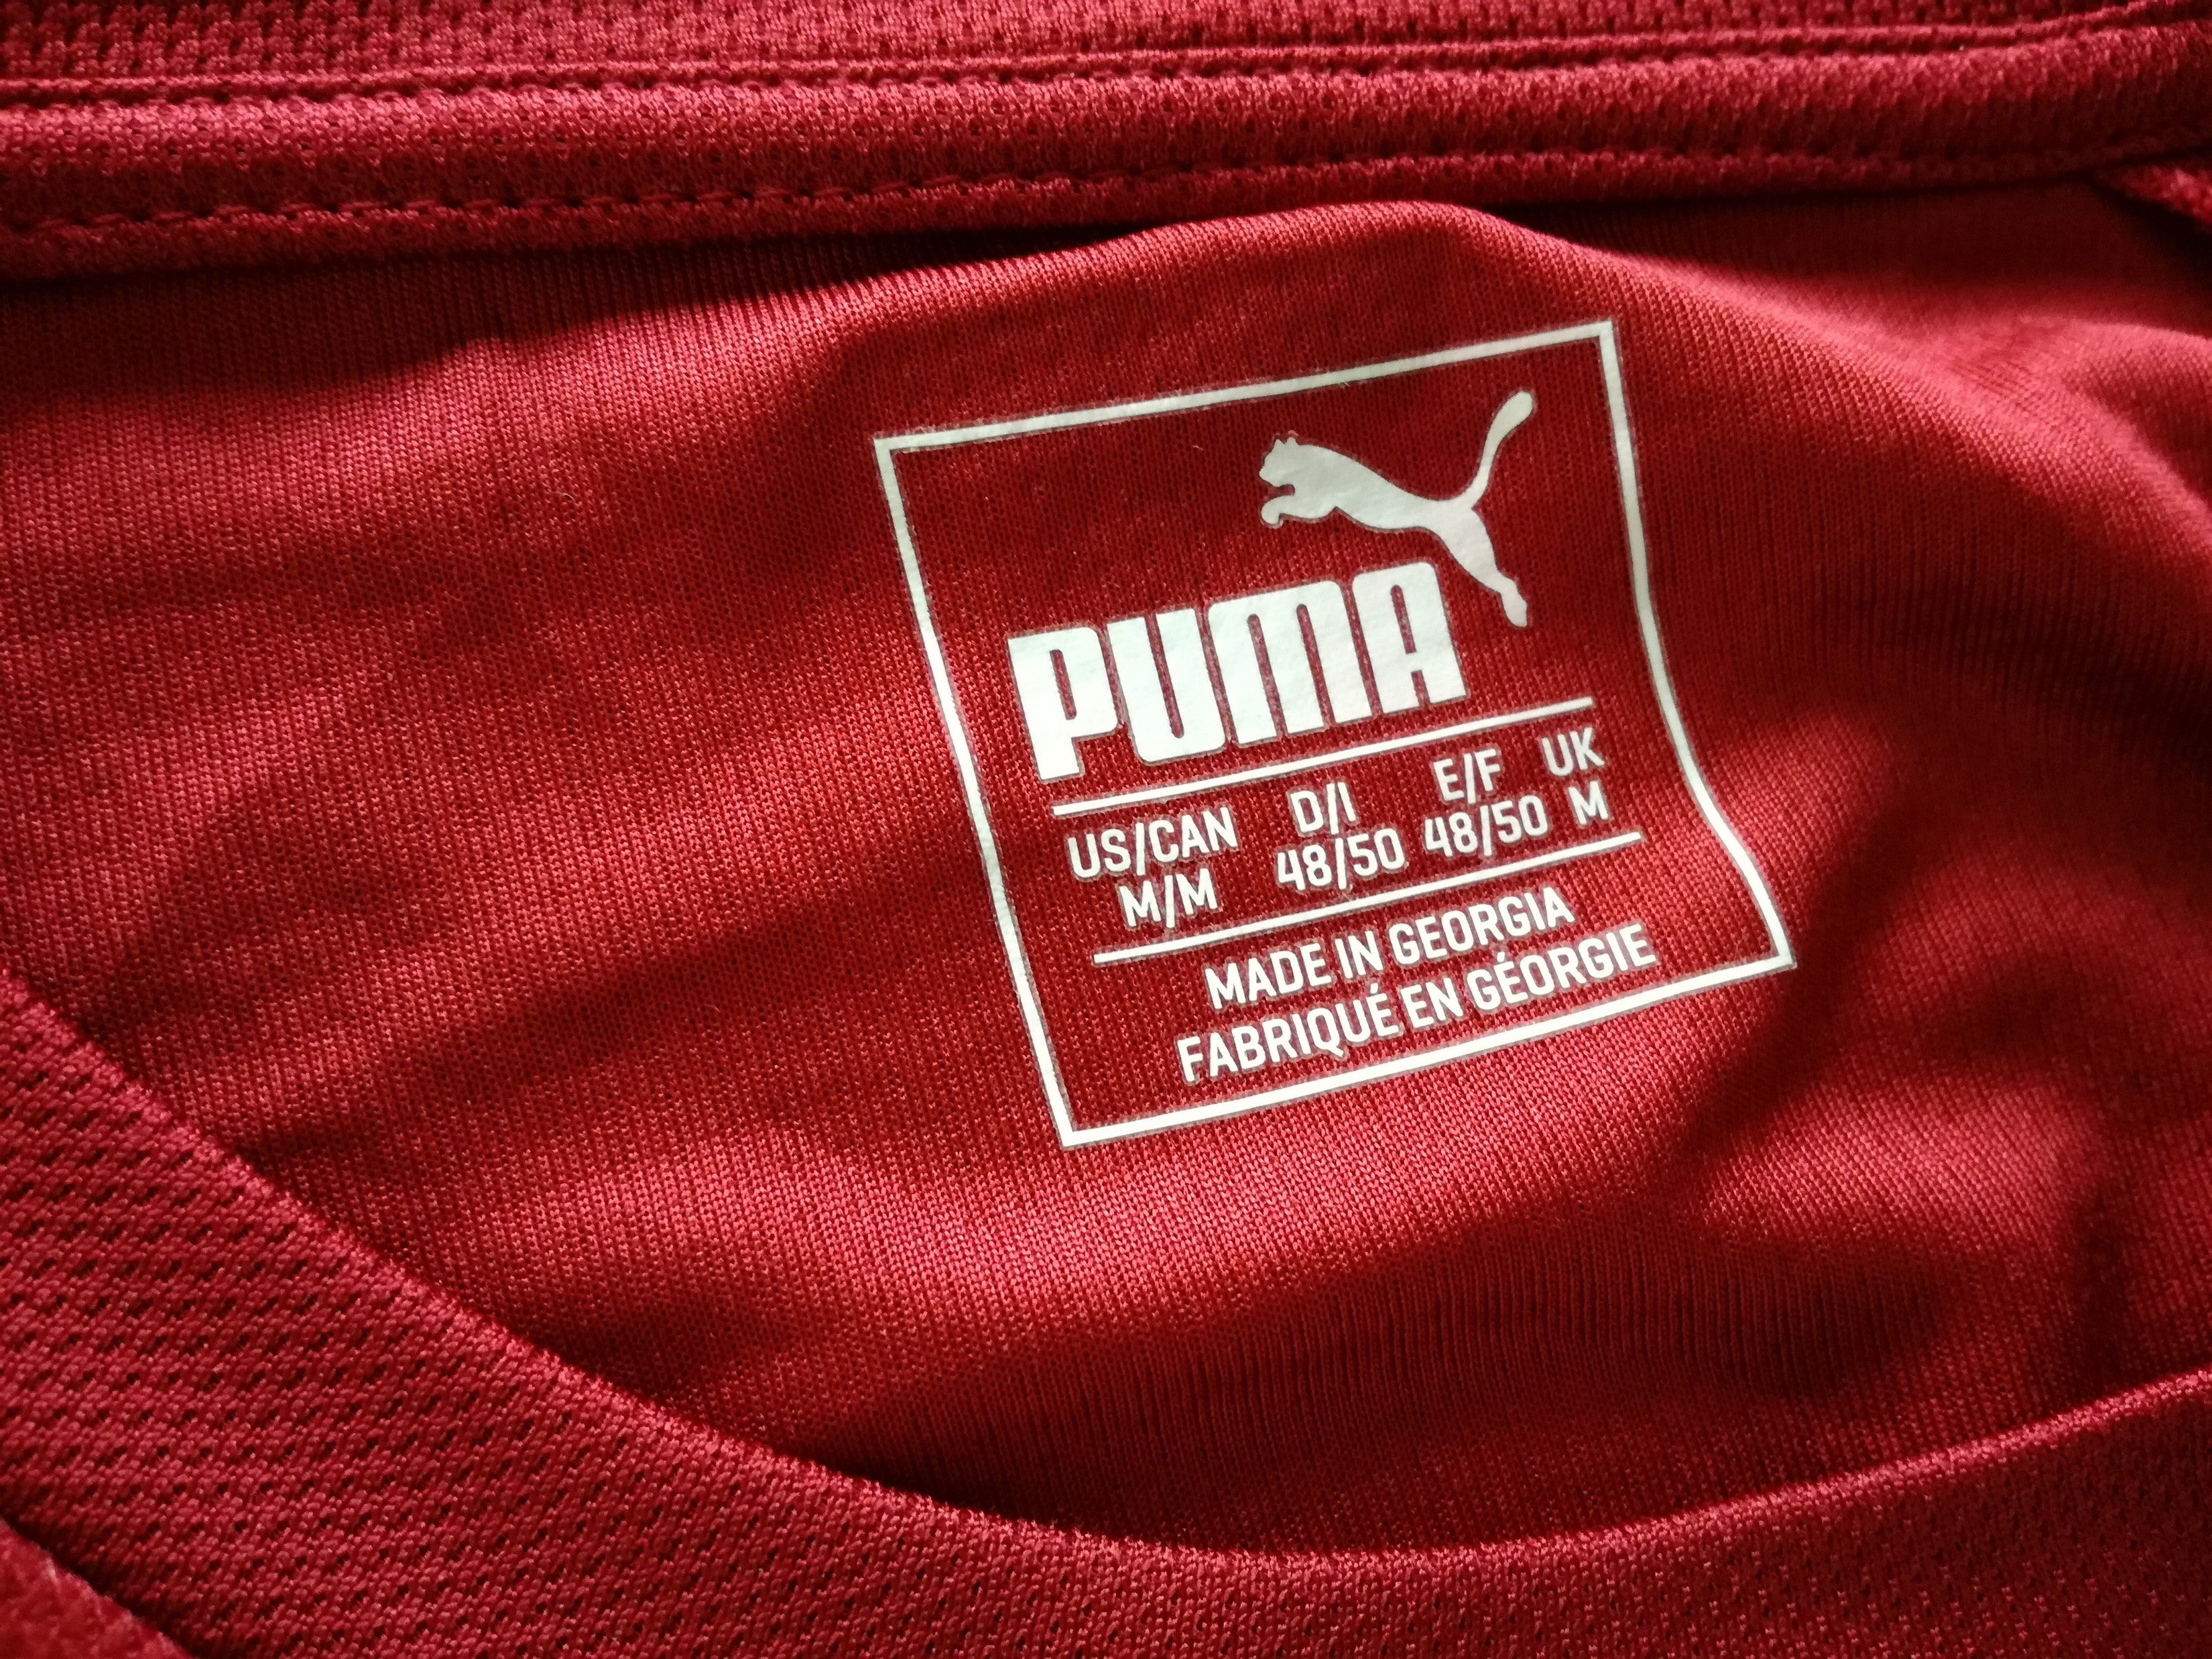 PUMA
US/CAN D/I E/F UK
M/M 48/50 48/50 M
MADE IN GEORGIA
FABRIQUÉ EN GÉORGIE